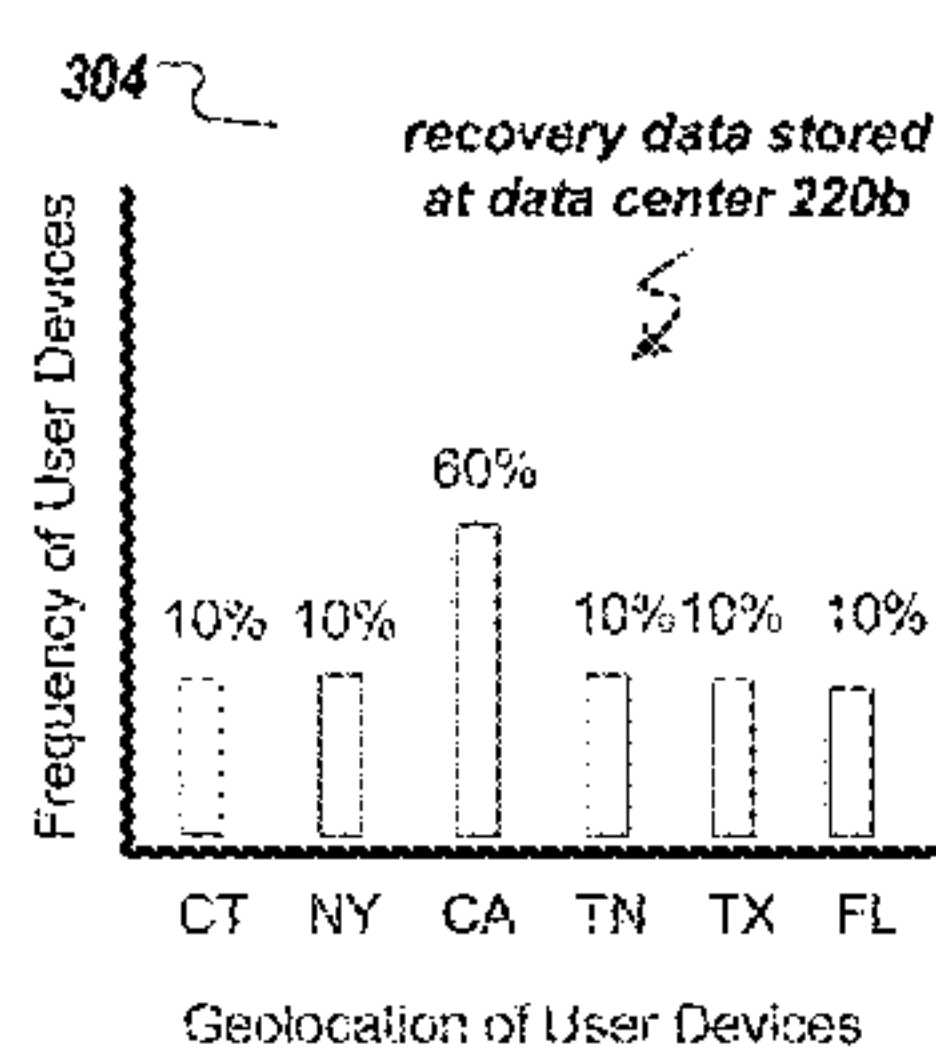 304
recovery data stored
at data center 220b
Frequency of User Devices
60%
10% 10% 10% 10% 10%
CT NY CA TN TX FL
Geolocation of User Devices